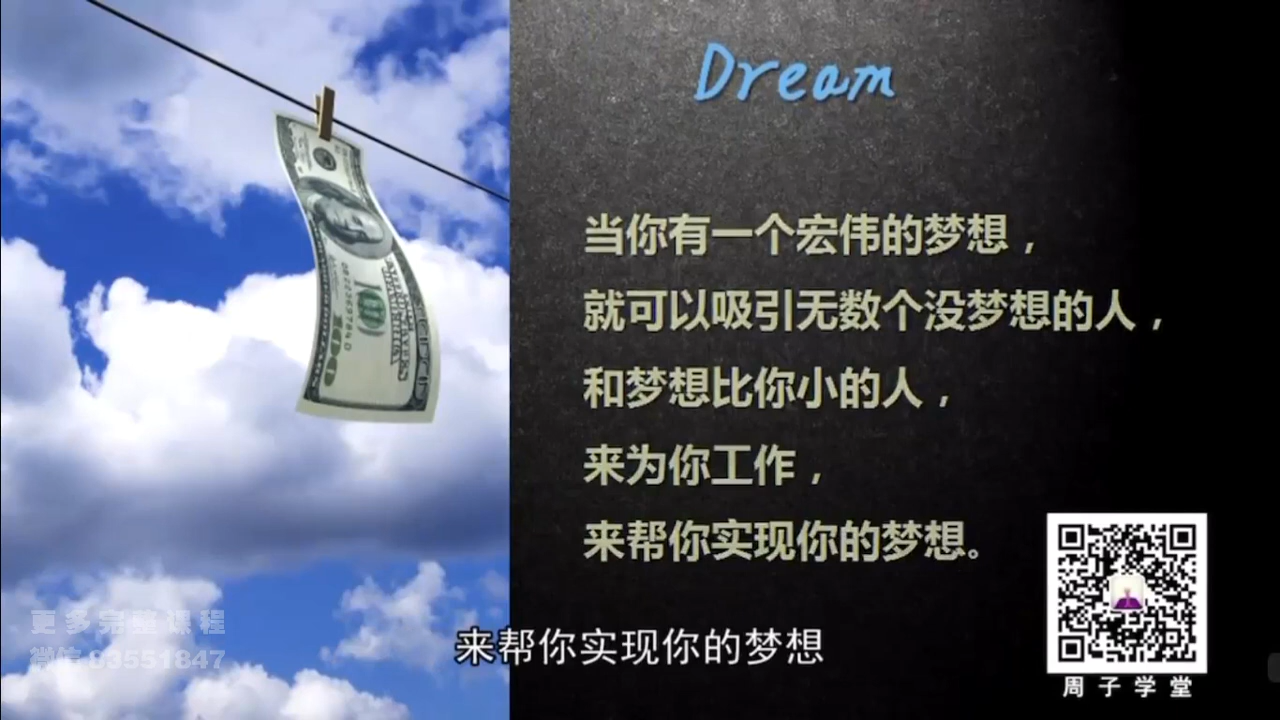 Dream
当你有一个宏伟的梦想，
就可以吸引无数个没梦想的人，
和梦想比你小的人，
来为你工作，
来帮你实现你的梦想。
更多完整课程
微信 93551847
来帮你实现你的梦想
周子学堂